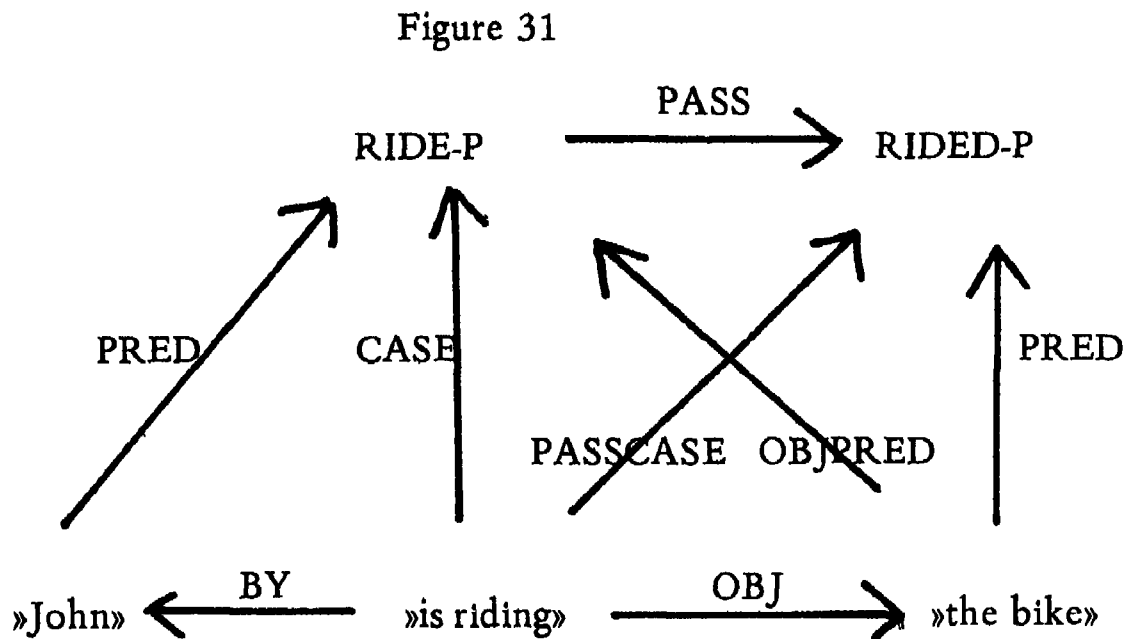 Figure 31
PASS
RIDE-P RIDED-P
PRED CASE PRED
PASSCASE OBJPRED
BY OBJ
»John» »is riding» »the bike»